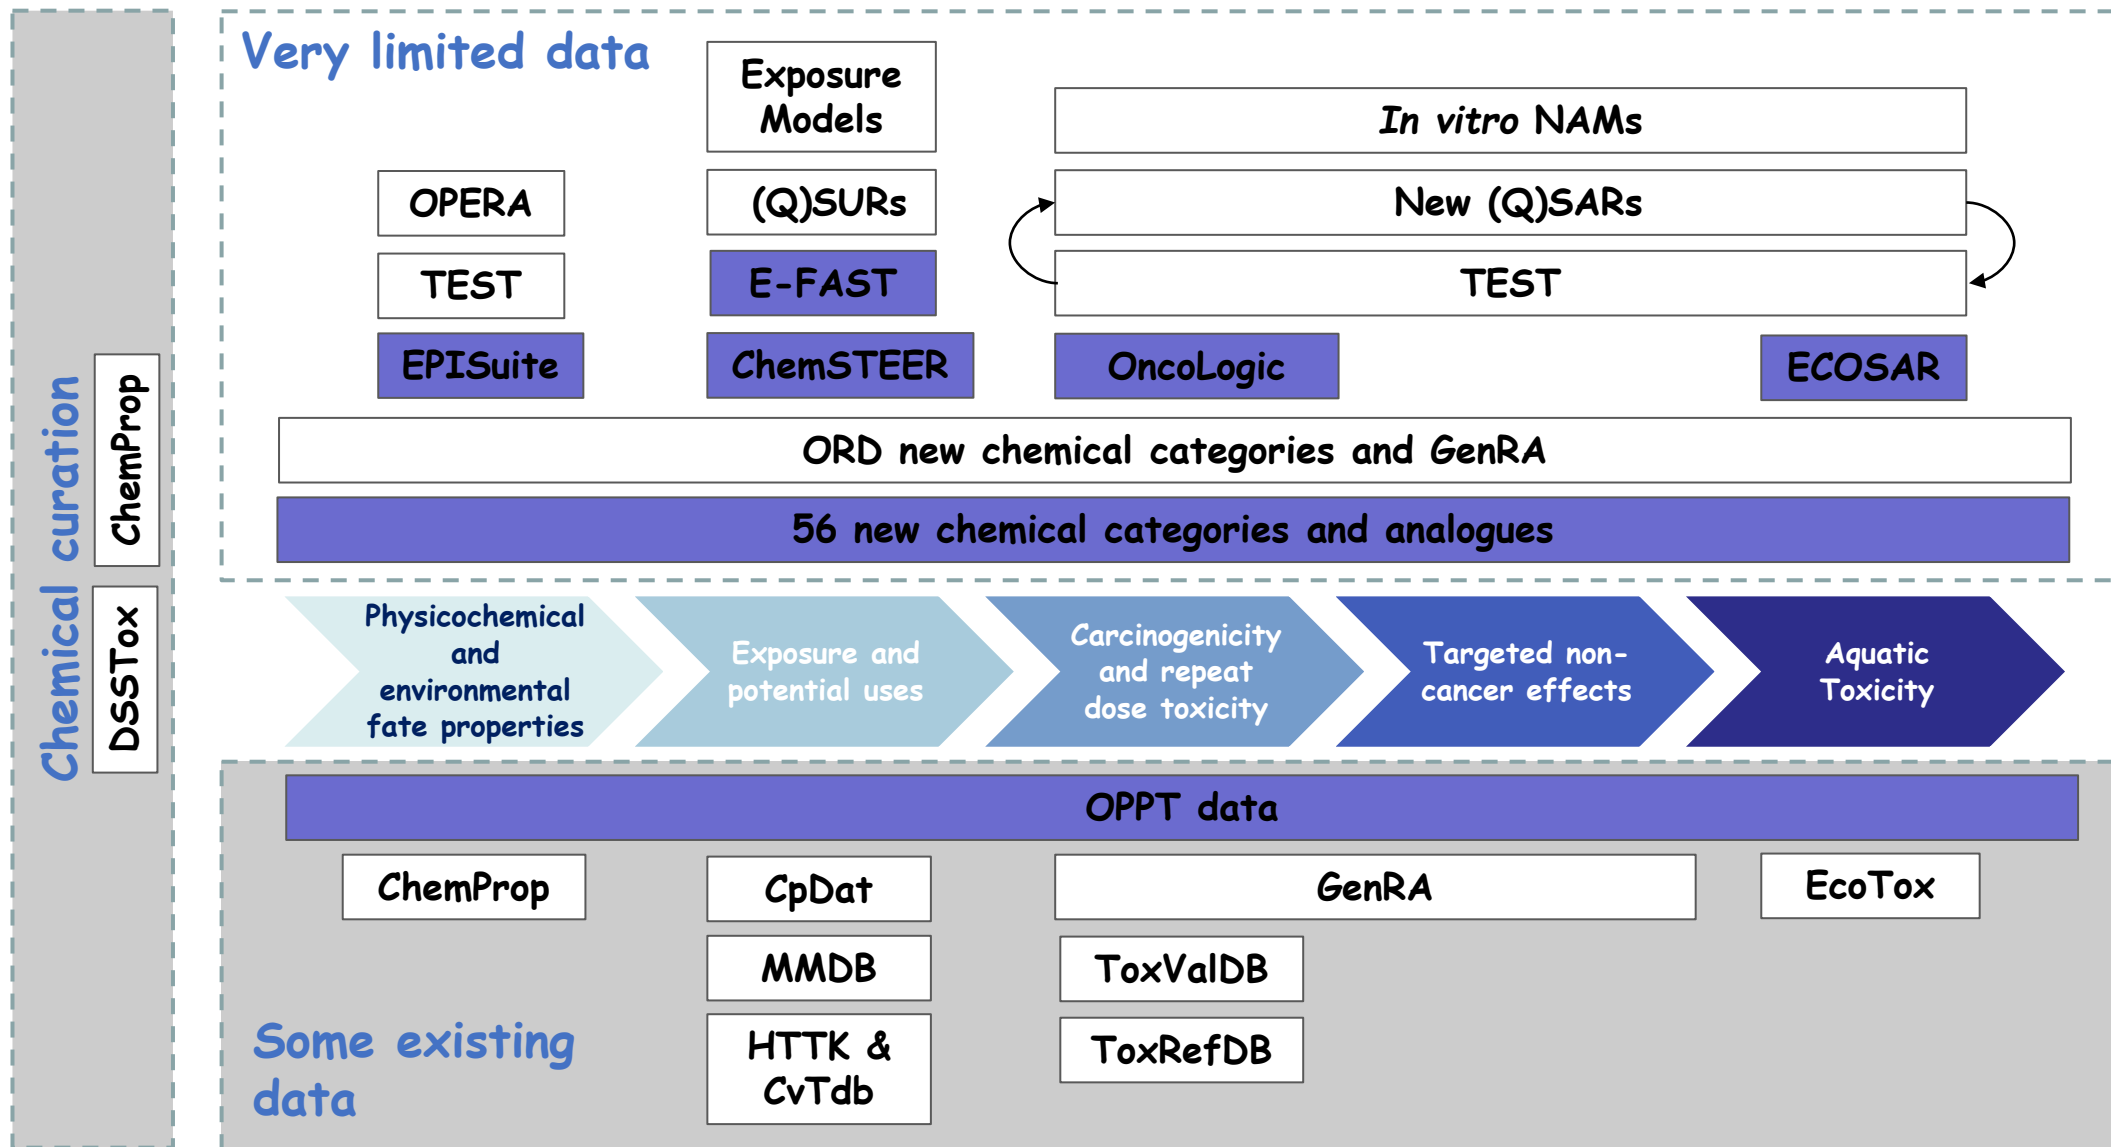 Chemical curation
ChemProp
DSSTox
Very limited data
Exposure
Models
In vitro NAMs
OPERA
(Q)SURs
New (Q)SARs
TEST
E-FAST
TEST
EPISuite
ChemSTEER
OncoLogic
ECOSAR
ORD new chemical categories and GenRA
56 new chemical categories and analogues
Physicochemical
and
environmental
fate properties
Exposure and
potential uses
Carcinogenicity
and repeat
dose toxicity
Targeted non-
cancer effects
Aquatic
Toxicity
OPPT data
ChemProp
CpDat
GenRA
EcoTox
MMDB
ToxValDB
HTTK &
CvTdb
ToxRefDB
Some existing
data